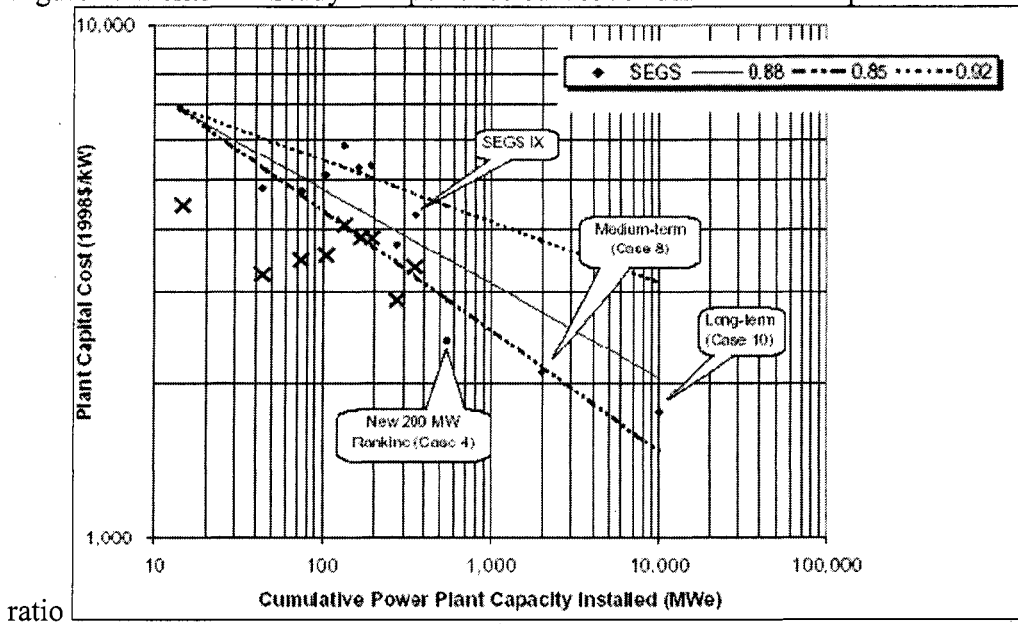 10,000
SEGS 0.88 0.85 0.92
SEGS IX
Medium-term
(Case 8)
Long-term
(Case 10)
New 200 MW
Rankine (Case 4)
Plant Capital Cost (1998$/kW)
1,000
10 100 1,000 10,000 100,000
Cumulative Power Plant Capacity Installed (MWe)
ratio